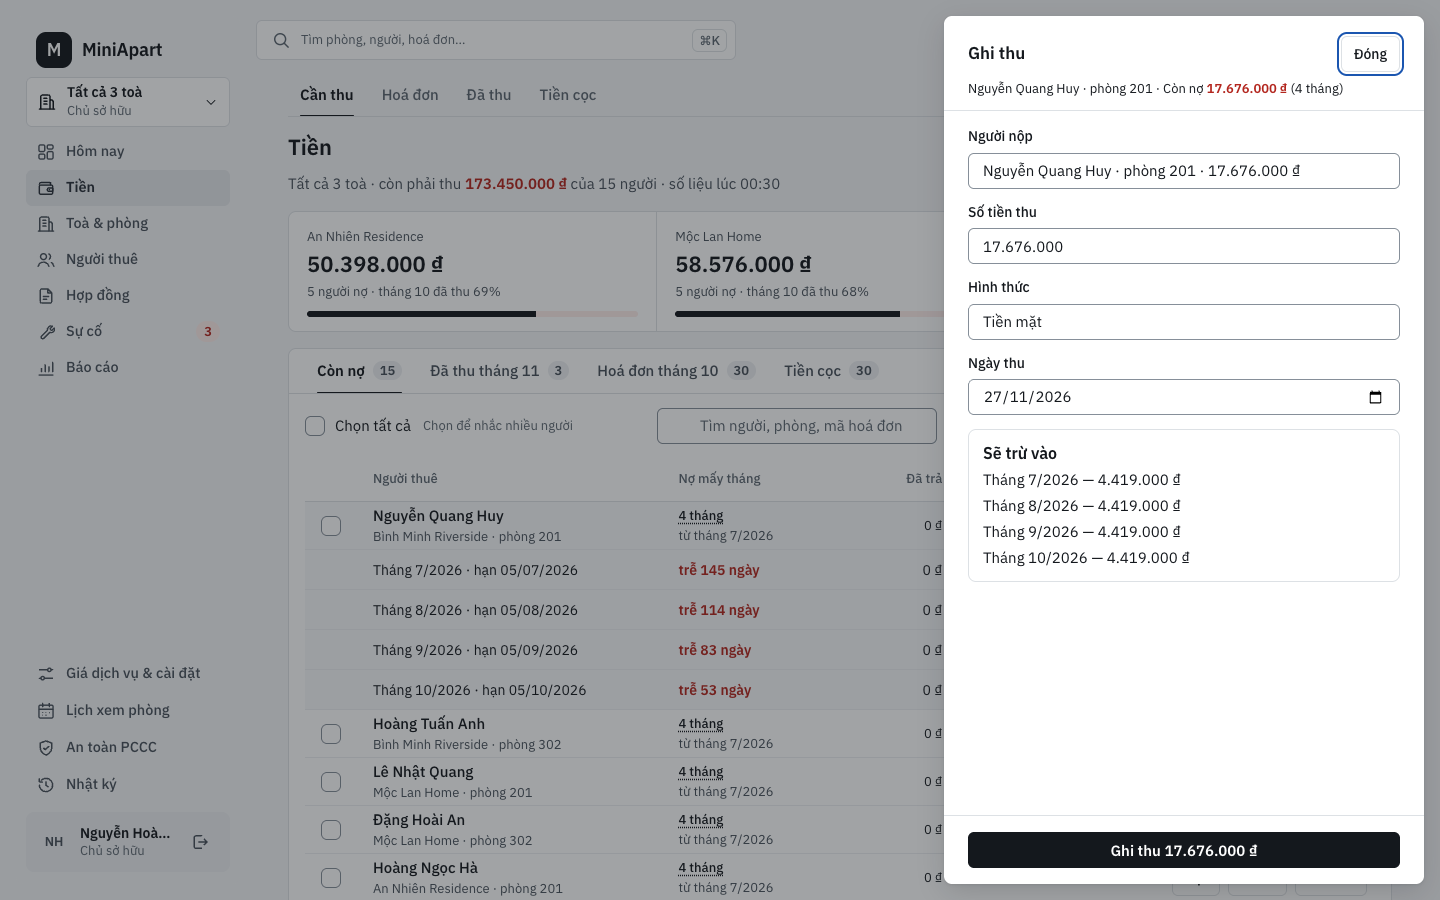 M MiniApart
Tất cả 3 toà
Chủ sở hữu
Hôm nay
Tiền
Toà & phòng
Người thuê
Hợp đồng
Sự cố 3
Báo cáo
Giá dịch vụ & cài đặt
Lịch xem phòng
An toàn PCCC
Nhật ký
NH Nguyễn Hoà...
Chủ sở hữu
Tìm phòng, người, hoá đơn... ⌘K
Cần thu Hoá đơn Đã thu Tiền cọc
Tiền
Tất cả 3 toà · còn phải thu 173.450.000 ₫ của 15 người · số liệu lúc 00:30
An Nhiên Residence
50.398.000 ₫
5 người nợ · tháng 10 đã thu 69%
Mộc Lan Home
58.576.000 ₫
5 người nợ · tháng 10 đã thu 68%
Còn nợ 15 Đã thu tháng 11 3 Hoá đơn tháng 10 30 Tiền cọc 30
Chọn tất cả Chọn để nhắc nhiều người Tìm người, phòng, mã hoá đơn
Người thuê Nợ mấy tháng Đã trả
Nguyễn Quang Huy 4 tháng 0 ₫
Bình Minh Riverside · phòng 201 từ tháng 7/2026
Tháng 7/2026 · hạn 05/07/2026 trễ 145 ngày 0 ₫
Tháng 8/2026 · hạn 05/08/2026 trễ 114 ngày 0 ₫
Tháng 9/2026 · hạn 05/09/2026 trễ 83 ngày 0 ₫
Tháng 10/2026 · hạn 05/10/2026 trễ 53 ngày 0 ₫
Hoàng Tuấn Anh 4 tháng 0 ₫
Bình Minh Riverside · phòng 302 từ tháng 7/2026
Lê Nhật Quang 4 tháng 0 ₫
Mộc Lan Home · phòng 201 từ tháng 7/2026
Đặng Hoài An 4 tháng 0 ₫
Mộc Lan Home · phòng 302 từ tháng 7/2026
Hoàng Ngọc Hà 4 tháng 0 ₫
An Nhiên Residence · phòng 201 từ tháng 7/2026
Ghi thu Đóng
Nguyễn Quang Huy · phòng 201 · Còn nợ 17.676.000 ₫ (4 tháng)
Người nộp
Nguyễn Quang Huy · phòng 201 · 17.676.000 ₫
Số tiền thu
17.676.000
Hình thức
Tiền mặt
Ngày thu
27/11/2026
Sẽ trừ vào
Tháng 7/2026 — 4.419.000 ₫
Tháng 8/2026 — 4.419.000 ₫
Tháng 9/2026 — 4.419.000 ₫
Tháng 10/2026 — 4.419.000 ₫
Ghi thu 17.676.000 ₫